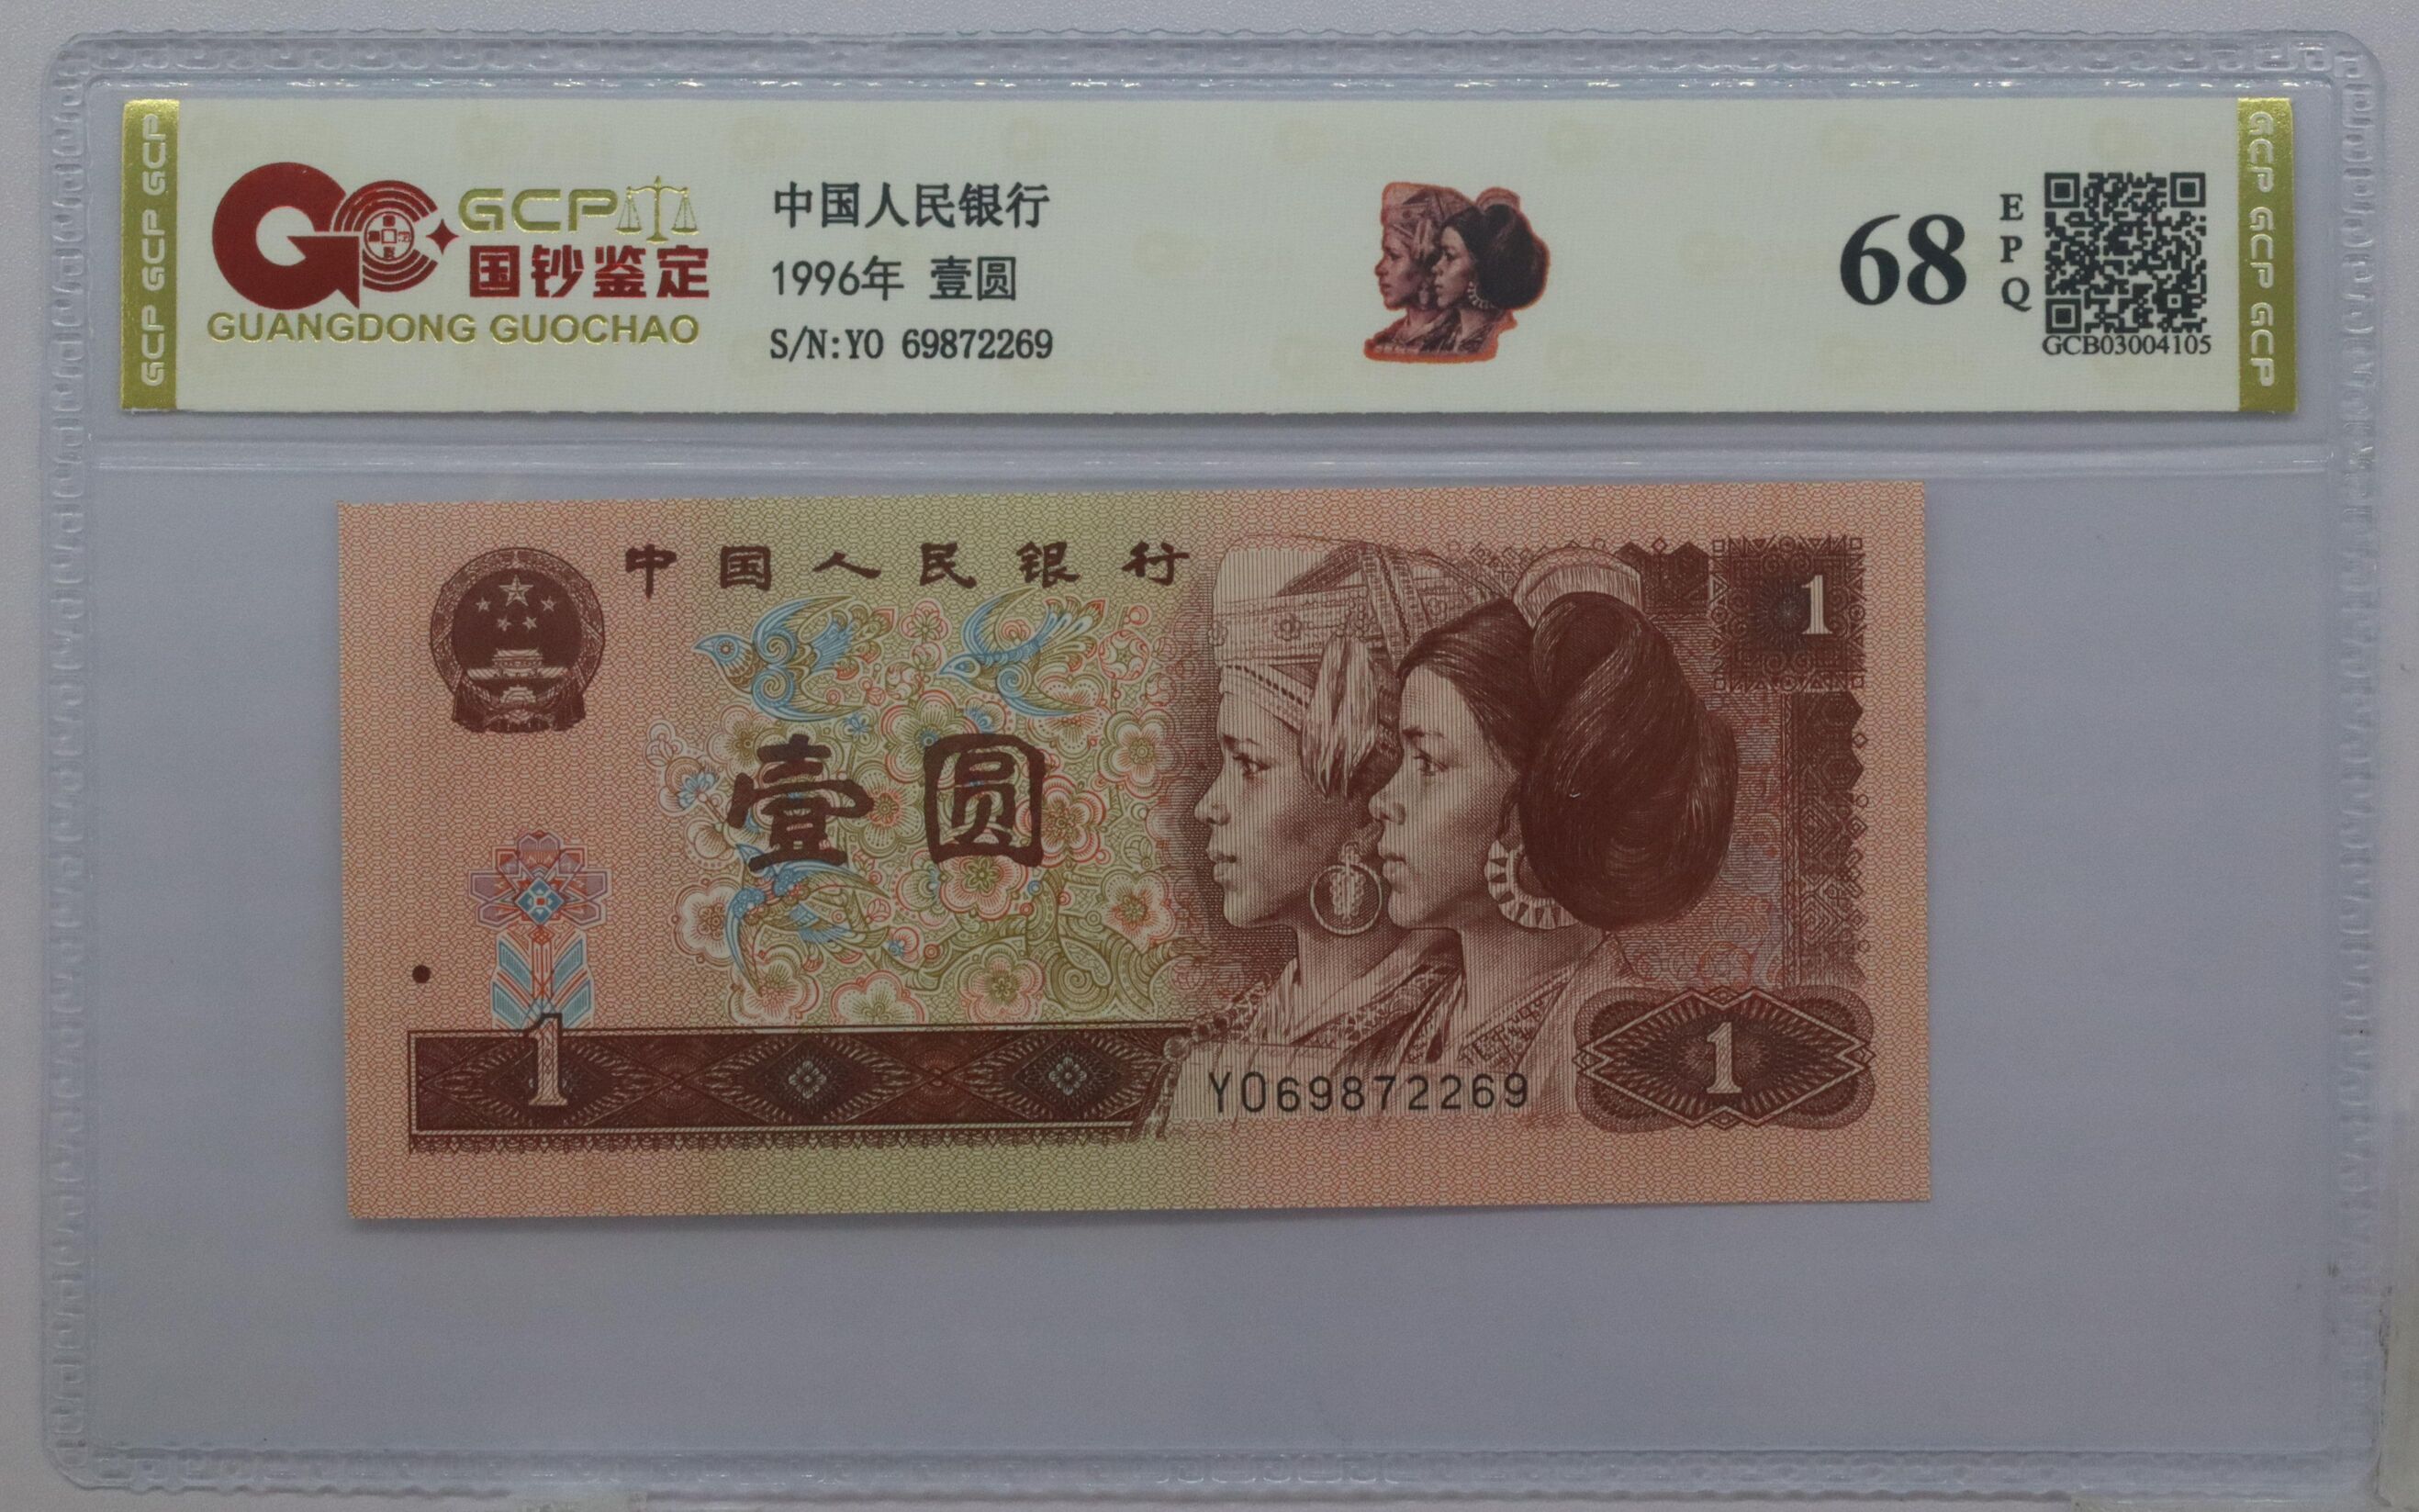 GCP GCP GCP
GCP
国钞鉴定
GUANGDONG GUOCHAO
中国人民银行
1996年 壹圆
S/N:YO 69872269
68
EPQ
GCB03004105
GCP GCP GCP
中国人民银行
1
壹圆
1
YO69872269
1